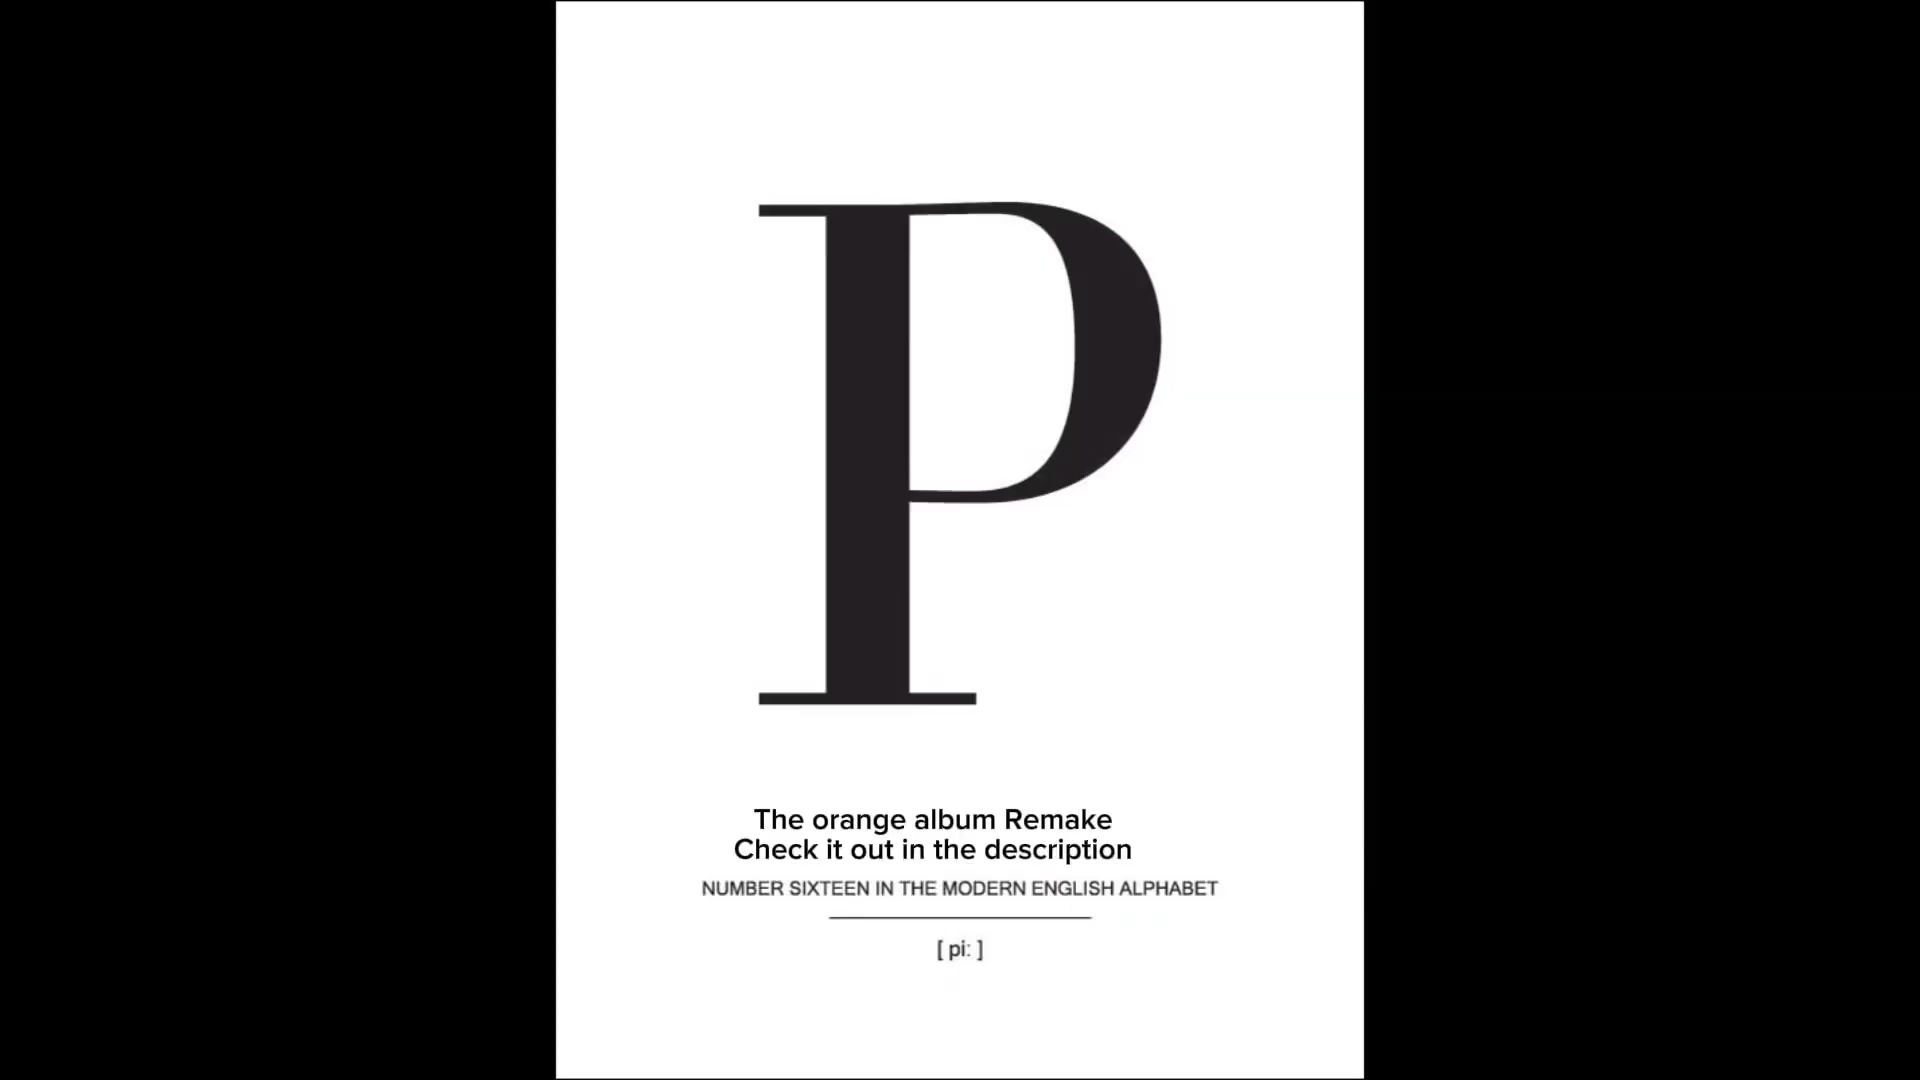 P
The orange album Remake
Check it out in the description
NUMBER SIXTEEN IN THE MODERN ENGLISH ALPHABET
[ pi: ]